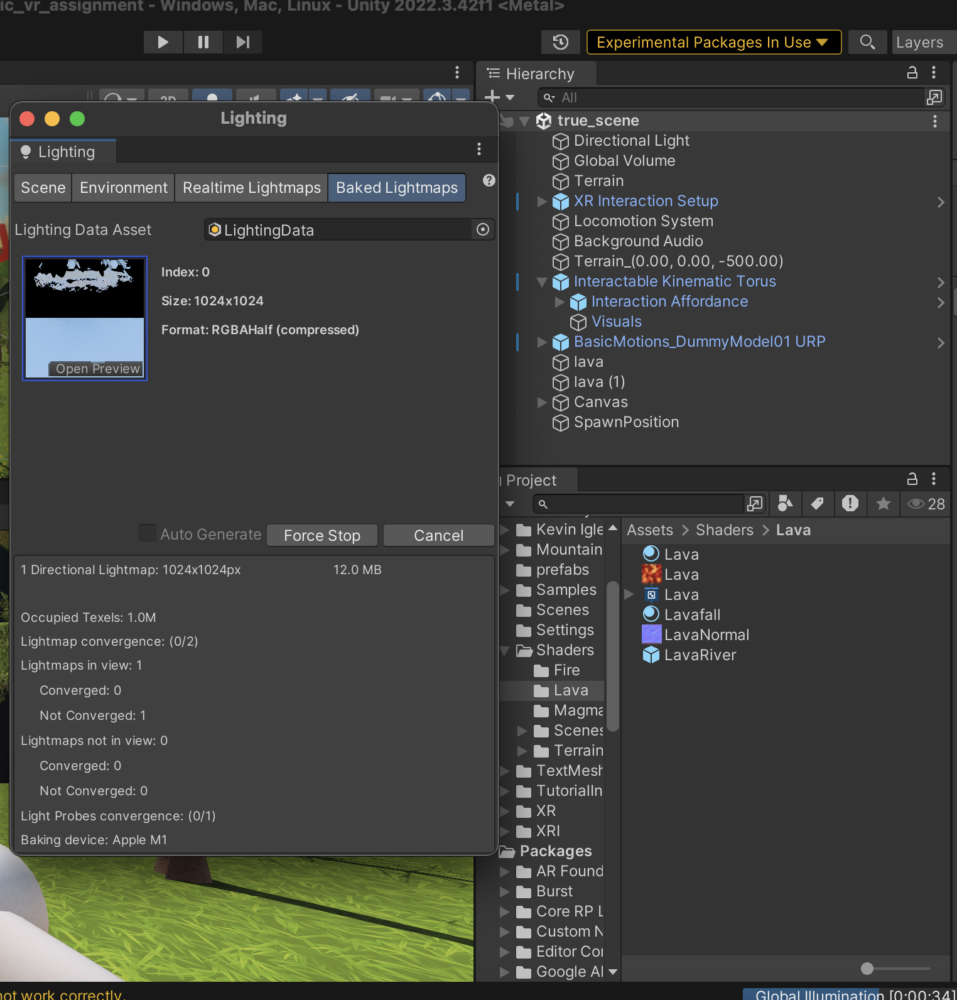 ic_vr_assignment - Windows, Mac, Linux - Unity 2022.3.42f1 <Metal>
Experimental Packages In Use
Layers
Hierarchy
All
2D
Lighting
Lighting
Scene
Environment
Realtime Lightmaps
Baked Lightmaps
Lighting Data Asset
LightingData
Index: 0
Size: 1024x1024
Format: RGBAHalf (compressed)
Open Preview
Auto Generate
Force Stop
Cancel
1 Directional Lightmap: 1024x1024px 12.0 MB
Occupied Texels: 1.0M
Lightmap convergence: (0/2)
Lightmaps in view: 1
Converged: 0
Not Converged: 1
Lightmaps not in view: 0
Converged: 0
Not Converged: 0
Light Probes convergence: (0/1)
Baking device: Apple M1
true_scene
Directional Light
Global Volume
Terrain
XR Interaction Setup
Locomotion System
Background Audio
Terrain_(0.00, 0.00, -500.00)
Interactable Kinematic Torus
Interaction Affordance
Visuals
BasicMotions_DummyModel01 URP
lava
lava (1)
Canvas
SpawnPosition
Project
28
Kevin Igle
Mountain
prefabs
Samples
Scenes
Settings
Shaders
Fire
Lava
Magma
Scenes
Terrain
TextMesh
TutorialIn
XR
XRI
Packages
AR Found
Burst
Core RP L
Custom N
Editor Cor
Google Al
Assets > Shaders > Lava
Lava
Lava
Lava
Lavafall
LavaNormal
LavaRiver
not work correctly.
Global Illumination [0:00:34]